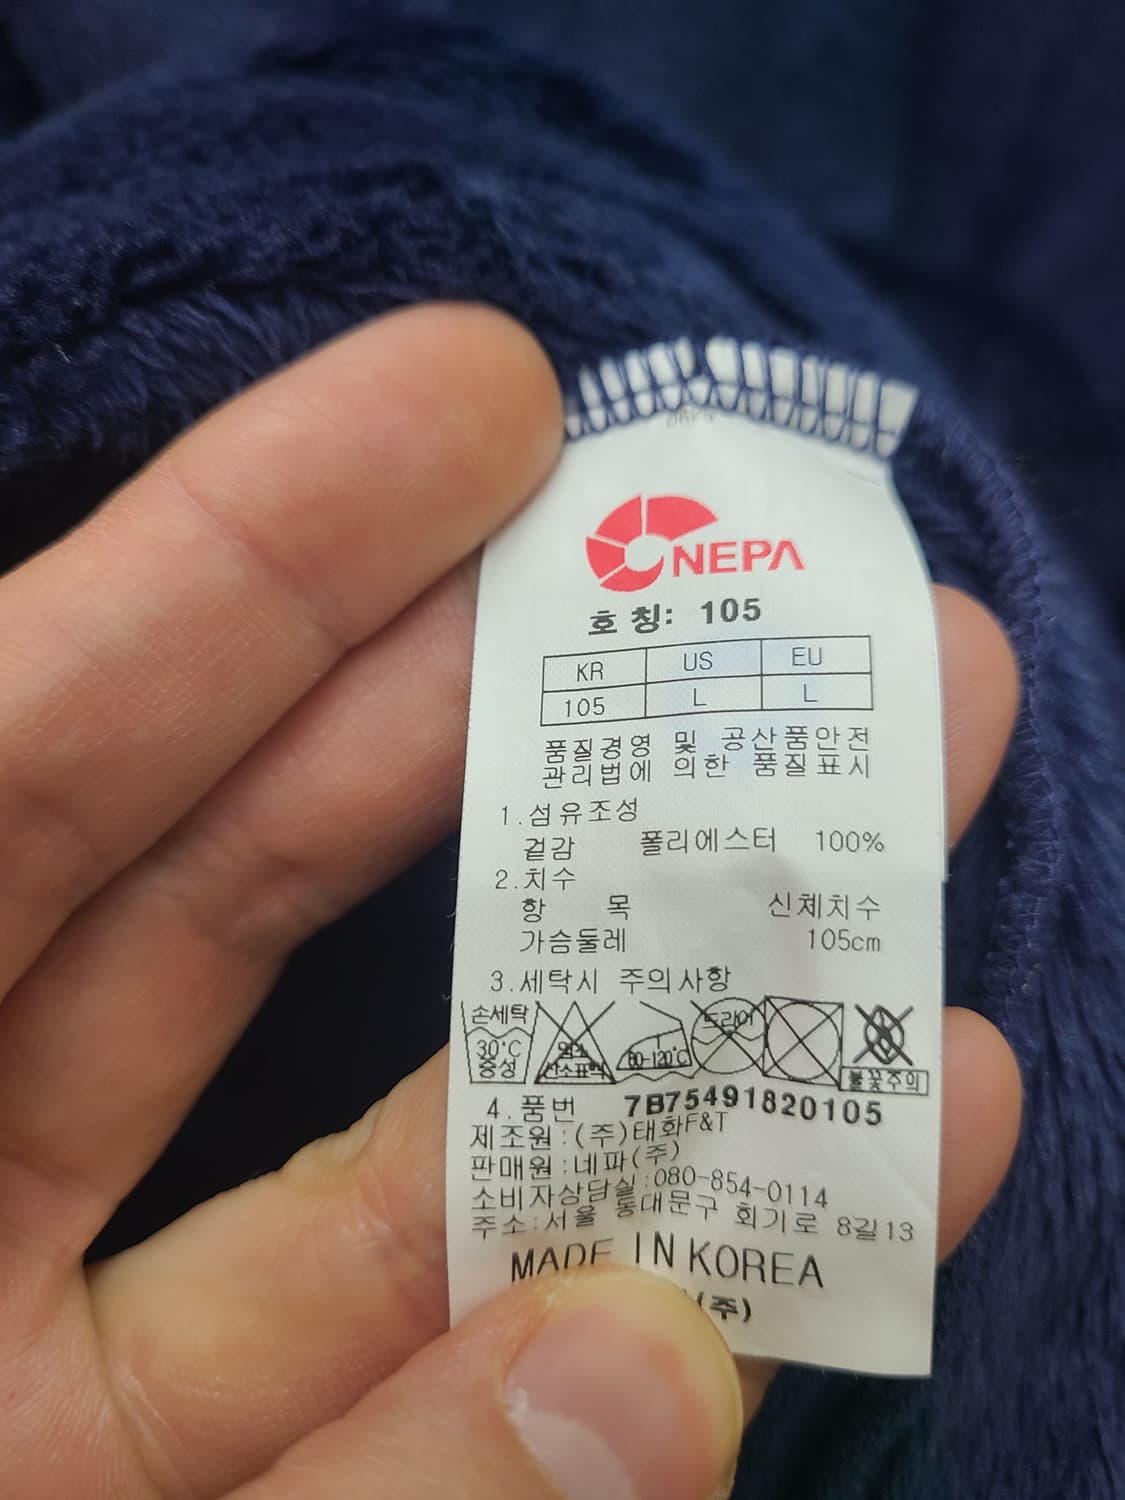 NEPA
호 칭: 105
KR US EU
105 L L
품질경영 및 공산품안전
관리법에 의한 품질표시
1.섬유조성
겉감 폴리에스터 100%
2.치수
항 목 신체치수
가슴둘레 105cm
3.세탁시 주의사항
손세탁
30°C
중성
염소
산소표백
80-120°C
드라이
불꽃주의
4.품번 7B75491820105
제조원:(주)태화F&T
판매원:네파(주)
소비자상담실:080-854-0114
주소:서울 동대문구 회기로 8길13
MADE IN KOREA
(주)